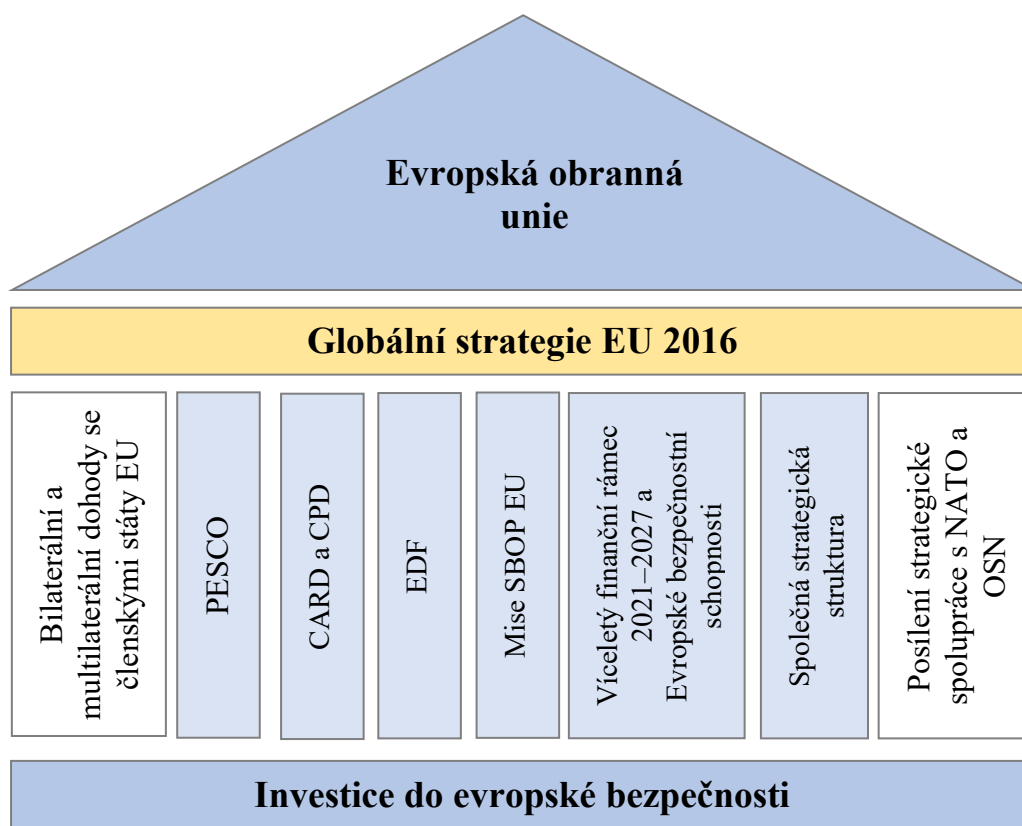 Evropská obranná
unie
Globální strategie EU 2016
Bilaterální a
multilaterální dohody se
členskými státy EU
PESCO
CARD a CPD
EDF
Mise SBOP EU
Víceletý finanční rámec
2021–2027 a
Evropské bezpečnostní
schopnosti
Společná strategická
struktura
Posílení strategické
spolupráce s NATO a
OSN
Investice do evropské bezpečnosti